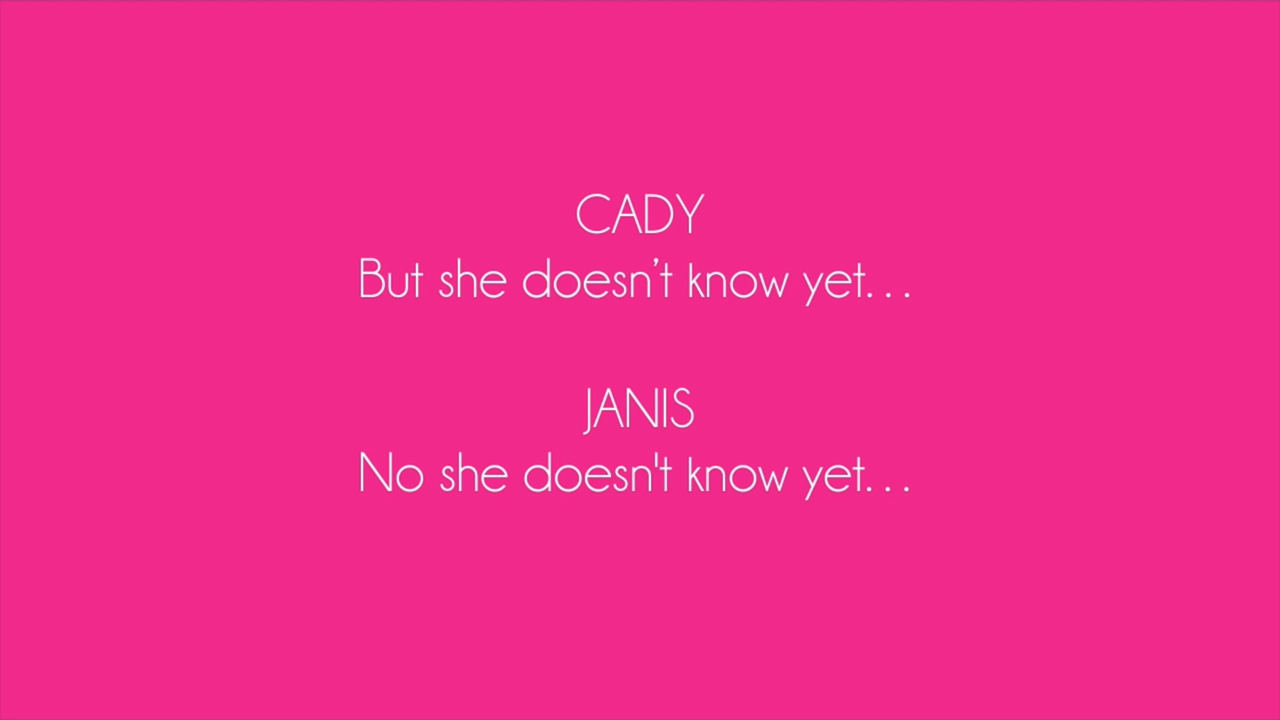 CADY
But she doesn’t know yet...
JANIS
No she doesn't know yet...